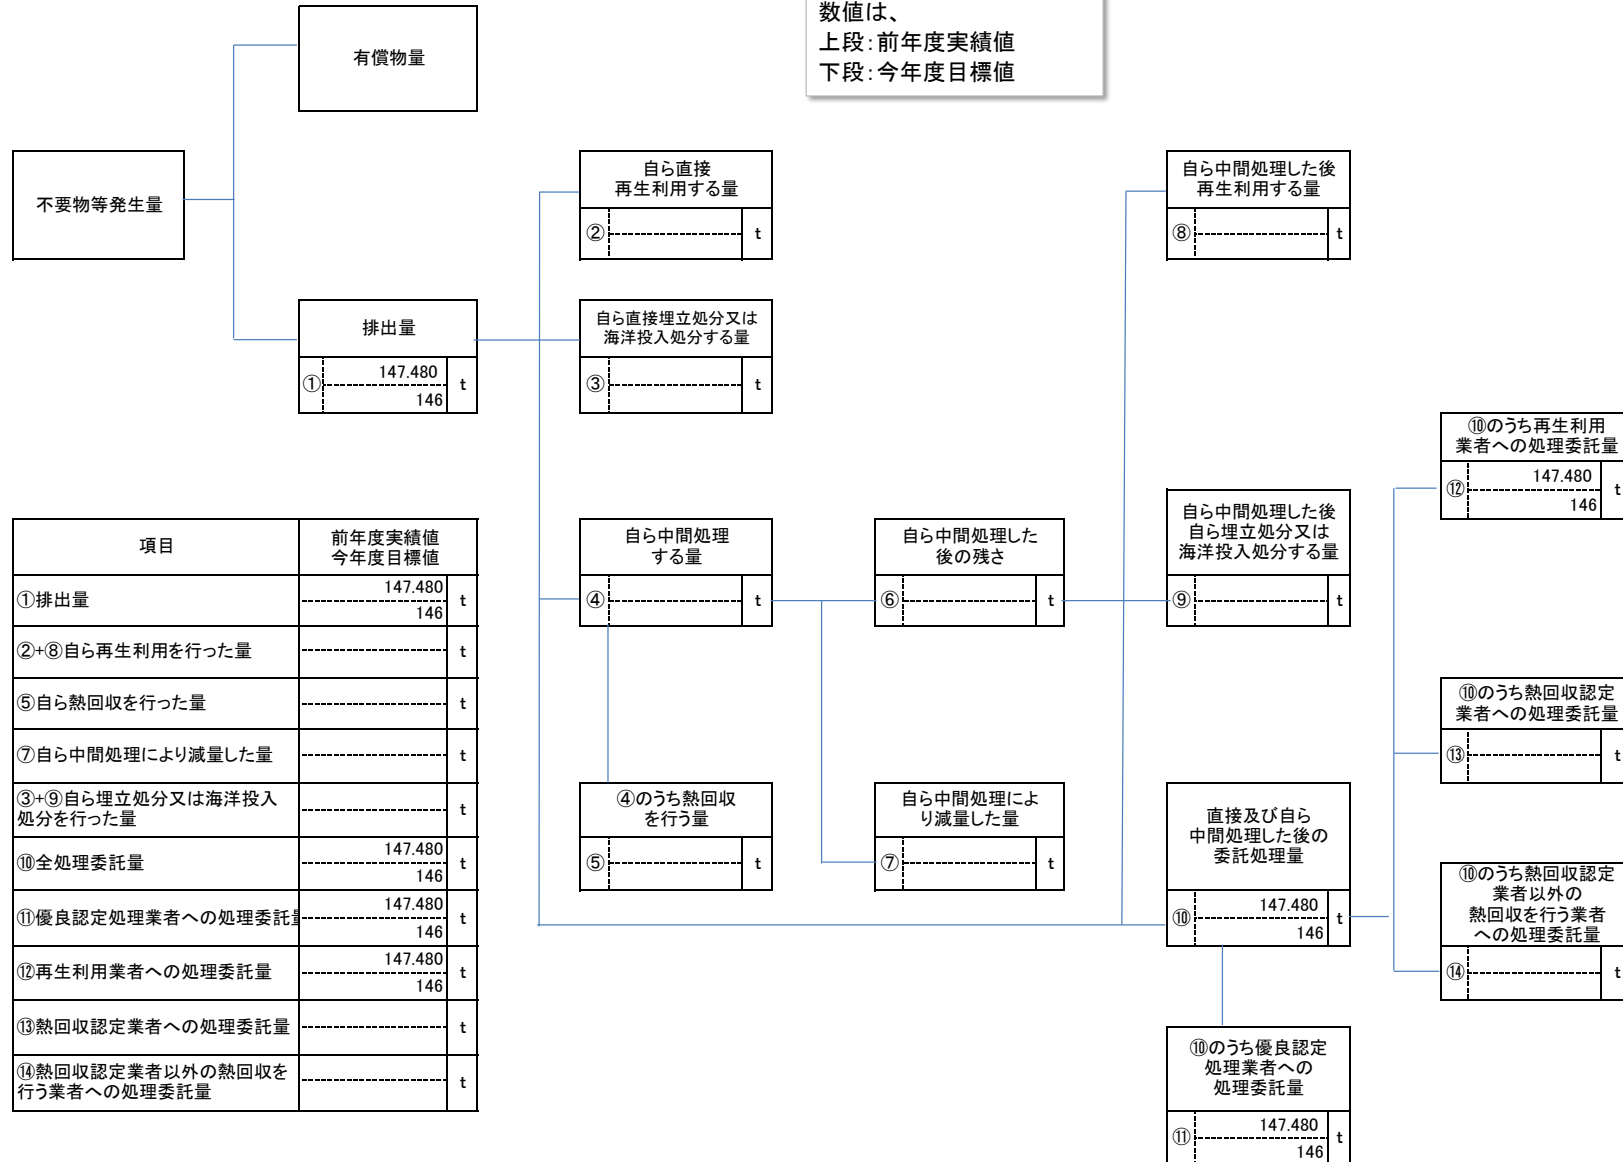 数値は、
上段：前年度実績値
下段：今年度目標値
有償物量
不要物等発生量
自ら直接
再生利用する量
② t
自ら中間処理した後
再生利用する量
⑧ t
排出量
① 147.480 t
146
自ら直接埋立処分又は
海洋投入処分する量
③ t
⑩のうち再生利用
業者への処理委託量
⑫ 147.480 t
146
自ら中間処理
する量
④ t
自ら中間処理した
後の残さ
⑥ t
自ら中間処理した後
自ら埋立処分又は
海洋投入処分する量
⑨ t
⑩のうち熱回収認定
業者への処理委託量
⑬ t
④のうち熱回収
を行う量
⑤ t
自ら中間処理によ
り減量した量
⑦ t
直接及び自ら
中間処理した後の
委託処理量
⑩ 147.480 t
146
⑩のうち熱回収認定
業者以外の
熱回収を行う業者
への処理委託量
⑭ t
⑩のうち優良認定
処理業者への
処理委託量
⑪ 147.480 t
146
項目 前年度実績値
今年度目標値
①排出量 147.480 t
146
②+⑧自ら再生利用を行った量 t
⑤自ら熱回収を行った量 t
⑦自ら中間処理により減量した量 t
③+⑨自ら埋立処分又は海洋投入
処分を行った量 t
⑩全処理委託量 147.480 t
146
⑪優良認定処理業者への処理委託量 147.480 t
146
⑫再生利用業者への処理委託量 147.480 t
146
⑬熱回収認定業者への処理委託量 t
⑭熱回収認定業者以外の熱回収を
行う業者への処理委託量 t